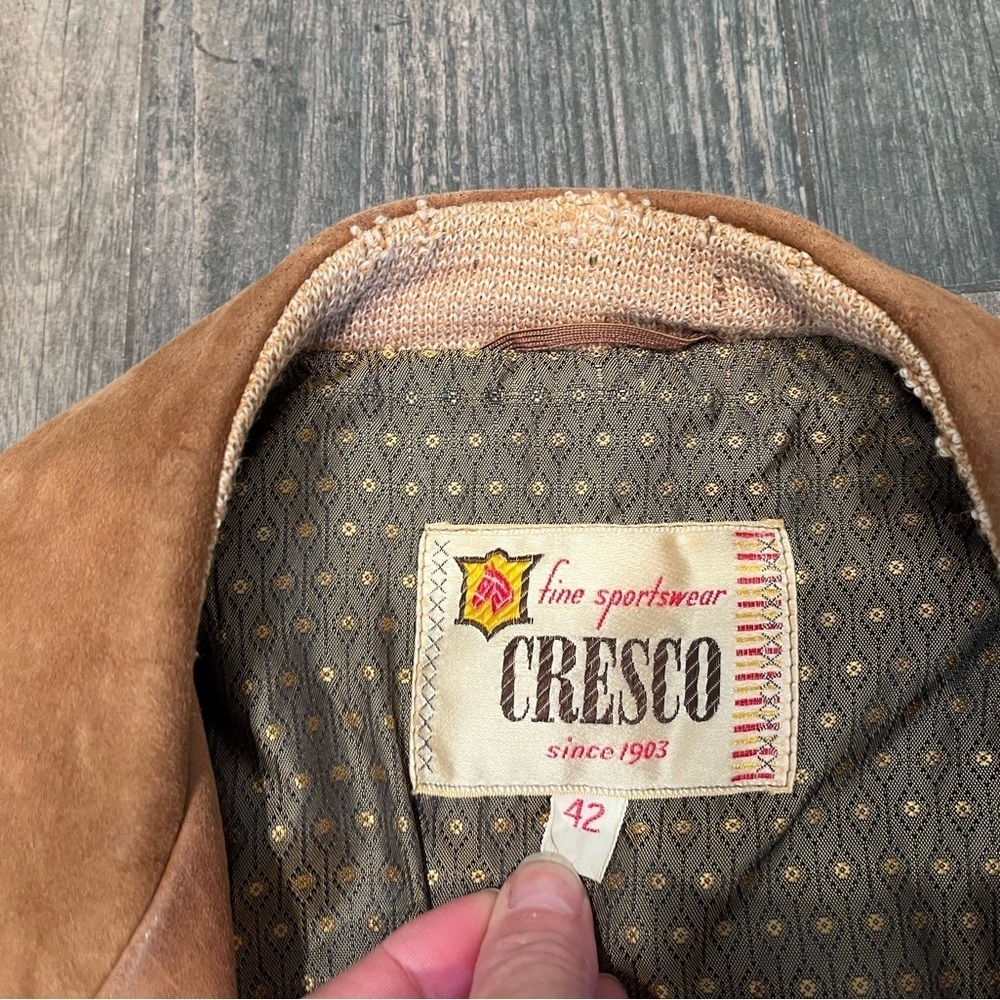 fine sportswear
CRESCO
since 1903
42